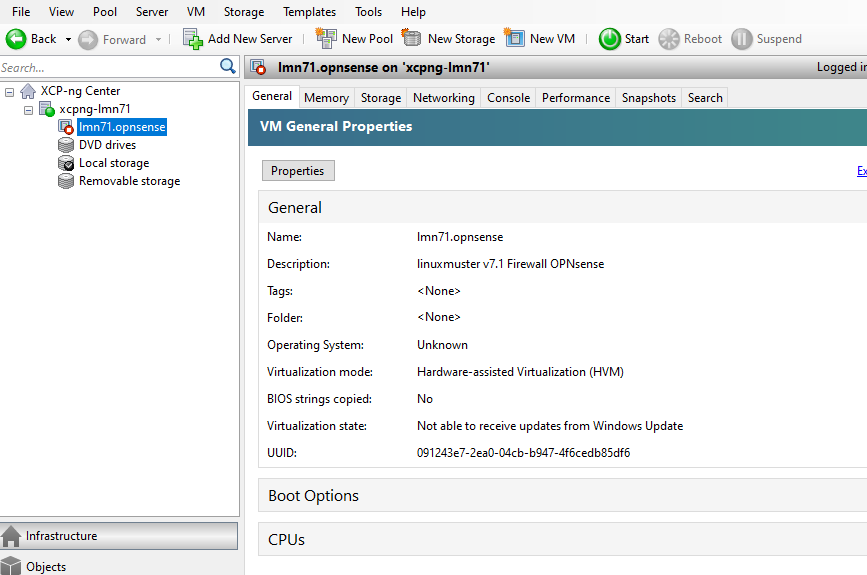 File View Pool Server VM Storage Templates Tools Help
Back Forward Add New Server New Pool New Storage New VM Start Reboot Suspend
Search...
lmn71.opnsense on 'xcpng-lmn71' Logged in
XCP-ng Center
xcpng-lmn71
lmn71.opnsense
DVD drives
Local storage
Removable storage
Infrastructure
Objects
General Memory Storage Networking Console Performance Snapshots Search
VM General Properties
Properties Ex
General
Name: lmn71.opnsense
Description: linuxmuster v7.1 Firewall OPNsense
Tags: <None>
Folder: <None>
Operating System: Unknown
Virtualization mode: Hardware-assisted Virtualization (HVM)
BIOS strings copied: No
Virtualization state: Not able to receive updates from Windows Update
UUID: 091243e7-2ea0-04cb-b947-4f6cedb85df6
Boot Options
CPUs